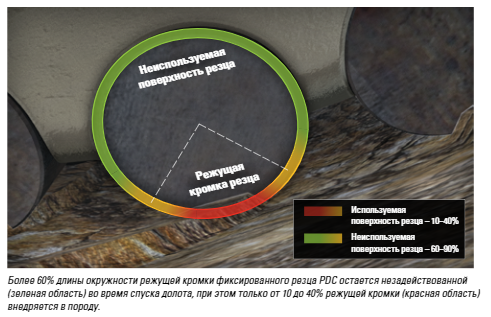 Неиспользуемая
поверхность резца
Режущая
кромка резца
Используемая
поверхность резца – 10–40%
Неиспользуемая
поверхность резца – 60–90%
Более 60% длины окружности режущей кромки фиксированного резца PDC остается незадействованной
(зеленая область) во время спуска долота, при этом только от 10 до 40% режущей кромки (красная область)
внедряется в породу.